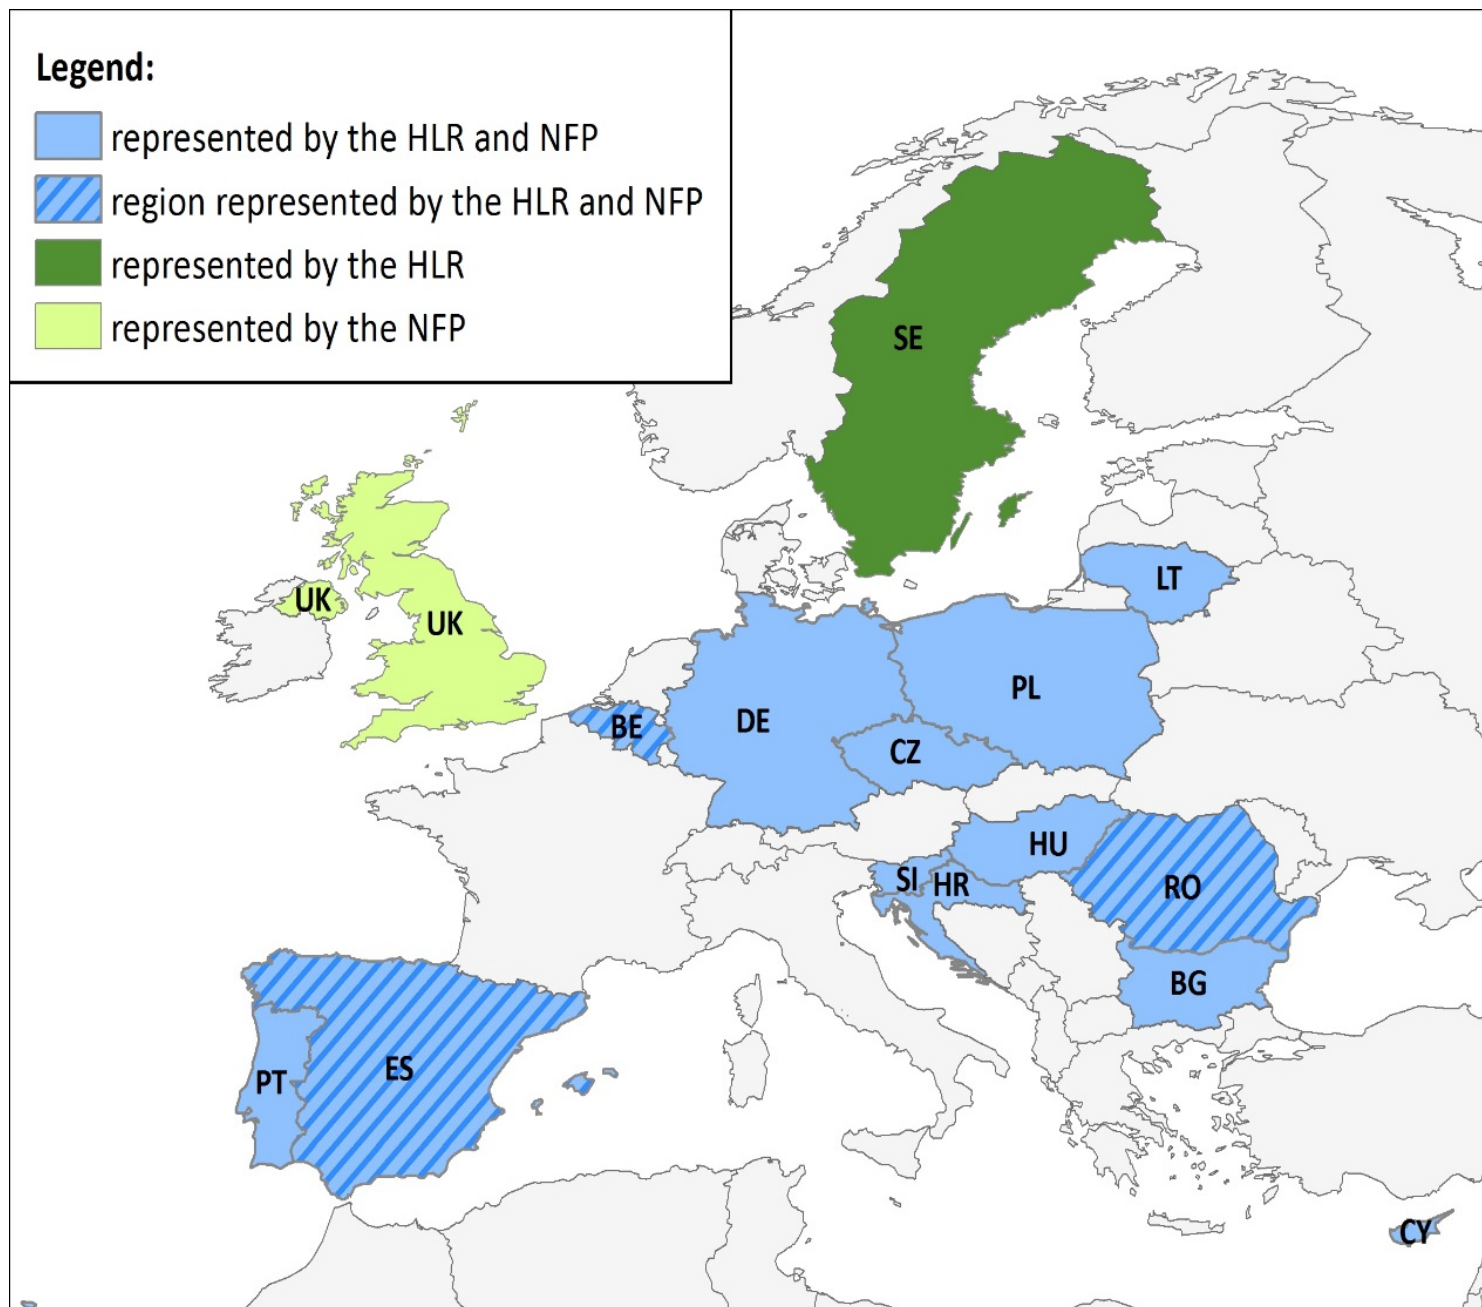 Legend:
represented by the HLR and NFP
region represented by the HLR and NFP
represented by the HLR
represented by the NFP
SE
LT
UK
UK
PL
DE
BE
CZ
HU
SI
HR
RO
BG
ES
PT
CY